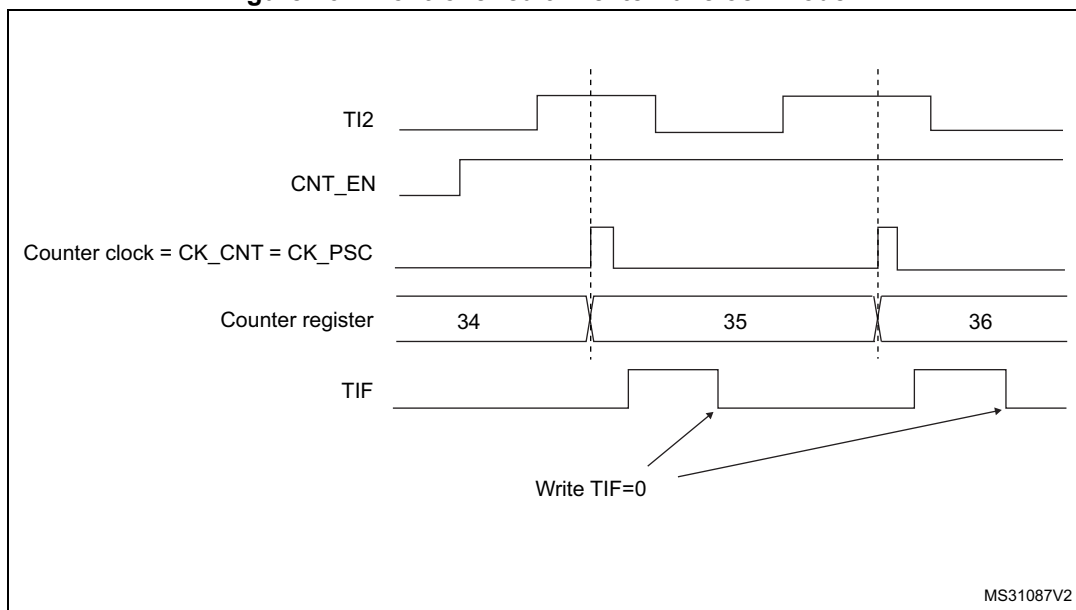 TI2
CNT_EN
Counter clock = CK_CNT = CK_PSC
Counter register 34 35 36
TIF
Write TIF=0
MS31087V2